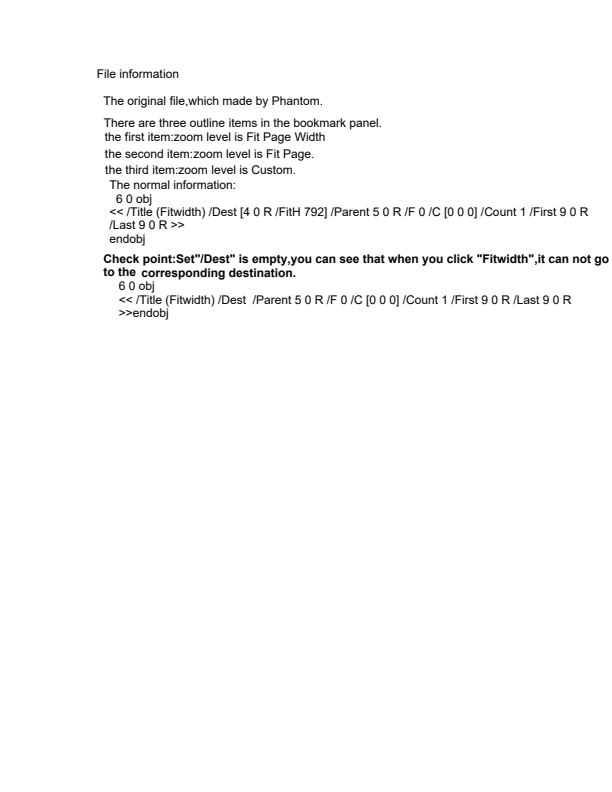 File information
The original file,which made by Phantom.
There are three outline items in the bookmark panel.
the first item:zoom level is Fit Page Width
the second item:zoom level is Fit Page.
the third item:zoom level is Custom.
The normal information:
6 0 obj
<< /Title (Fitwidth) /Dest [4 0 R /FitH 792] /Parent 5 0 R /F 0 /C [0 0 0] /Count 1 /First 9 0 R
/Last 9 0 R >>
endobj
Check point:Set"/Dest" is empty,you can see that when you click "Fitwidth",it can not go
to the corresponding destination.
6 0 obj
<< /Title (Fitwidth) /Dest  /Parent 5 0 R /F 0 /C [0 0 0] /Count 1 /First 9 0 R /Last 9 0 R
>>endobj